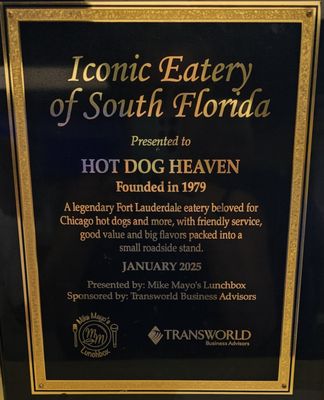 Iconic Eatery
of South Florida
Presented to
HOT DOG HEAVEN
Founded in 1979
A legendary Fort Lauderdale eatery beloved for
Chicago hot dogs and more, with friendly service,
good value and big flavors packed into a
small roadside stand.
JANUARY 2025
Presented by: Mike Mayo's Lunchbox
Sponsored by: Transworld Business Advisors
Mike Mayo's
MM
Lunchbox
TRANSWORLD
Business Advisors